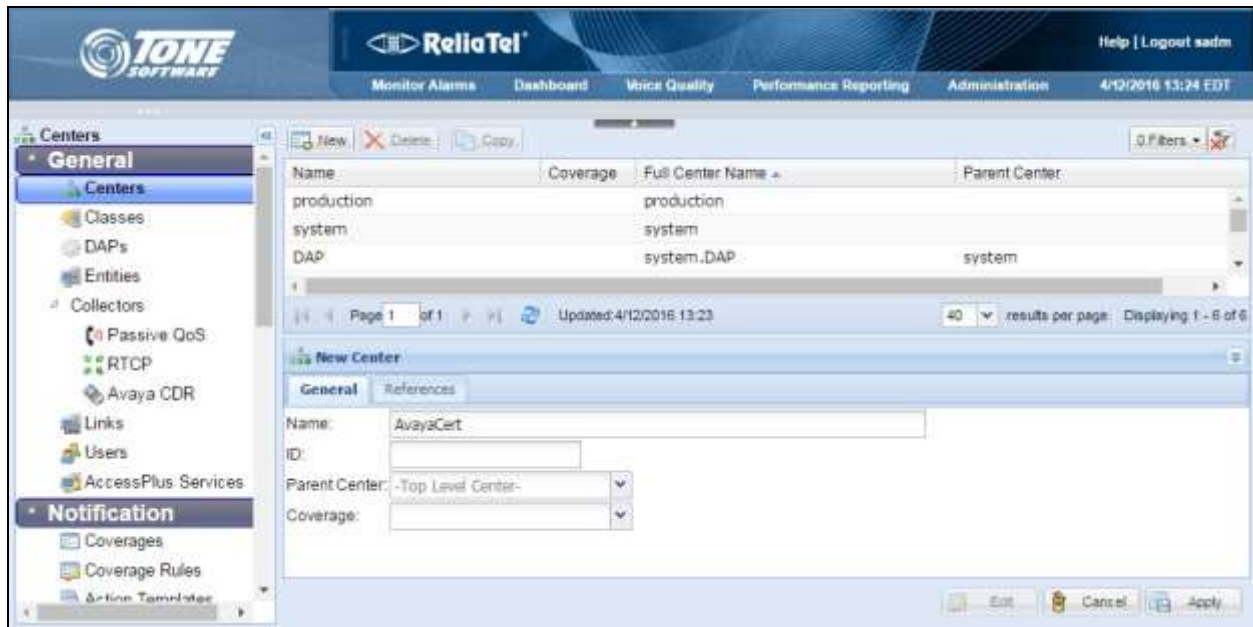 TONE
SOFTWARE
ReliaTel
Help | Logout sadm
Monitor Alarms Dashboard Voice Quality Performance Reporting Administration 4/12/2016 13:24 EDT
Centers
General
Centers
Classes
DAPs
Entities
Collectors
Passive QoS
RTCP
Avaya CDR
Links
Users
AccessPlus Services
Notification
Coverages
Coverage Rules
Action Templates
New Delete Copy 0 Filters
Name Coverage Full Center Name Parent Center
production production
system system
DAP system.DAP system
Page 1 of 1 Updated:4/12/2016 13:23 40 results per page Displaying 1 - 6 of 6
New Center
General References
Name: AvayaCert
ID:
Parent Center: -Top Level Center-
Coverage:
Edit Cancel Apply